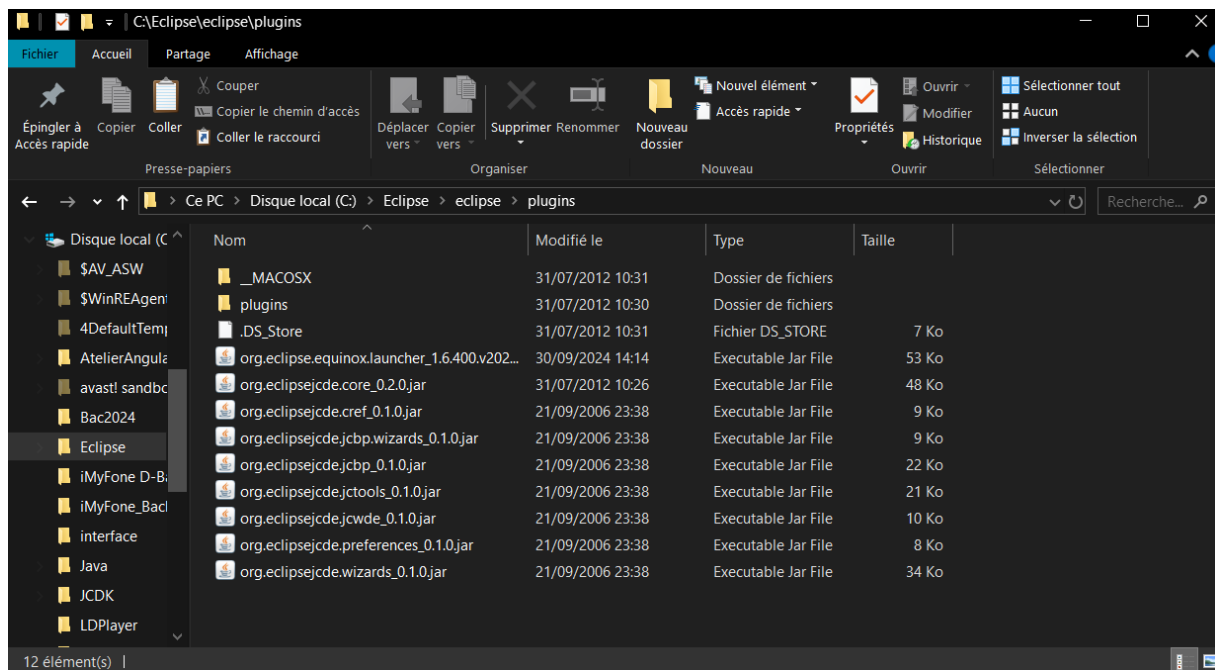 C:\Eclipse\eclipse\plugins
Fichier Accueil Partage Affichage
Épingler à Accès rapide
Copier
Coller
Couper
Copier le chemin d'accès
Coller le raccourci
Presse-papiers
Déplacer vers
Copier vers
Supprimer
Renommer
Organiser
Nouveau dossier
Nouvel élément
Accès rapide
Nouveau
Propriétés
Ouvrir
Modifier
Historique
Ouvrir
Sélectionner tout
Aucun
Inverser la sélection
Sélectionner
Ce PC > Disque local (C:) > Eclipse > eclipse > plugins
Recherche...
Disque local (C
$AV_ASW
$WinREAgent
4DefaultTemp
AtelierAngula
avast! sandbo
Bac2024
Eclipse
iMyFone D-Ba
iMyFone_Bacl
interface
Java
JCDK
LDPlayer
Nom Modifié le Type Taille
__MACOSX 31/07/2012 10:31 Dossier de fichiers
plugins 31/07/2012 10:30 Dossier de fichiers
.DS_Store 31/07/2012 10:31 Fichier DS_STORE 7 Ko
org.eclipse.equinox.launcher_1.6.400.v202... 30/09/2024 14:14 Executable Jar File 53 Ko
org.eclipsejcde.core_0.2.0.jar 31/07/2012 10:26 Executable Jar File 48 Ko
org.eclipsejcde.cref_0.1.0.jar 21/09/2006 23:38 Executable Jar File 9 Ko
org.eclipsejcde.jcbp.wizards_0.1.0.jar 21/09/2006 23:38 Executable Jar File 9 Ko
org.eclipsejcde.jcbp_0.1.0.jar 21/09/2006 23:38 Executable Jar File 22 Ko
org.eclipsejcde.jctools_0.1.0.jar 21/09/2006 23:38 Executable Jar File 21 Ko
org.eclipsejcde.jcwde_0.1.0.jar 21/09/2006 23:38 Executable Jar File 10 Ko
org.eclipsejcde.preferences_0.1.0.jar 21/09/2006 23:38 Executable Jar File 8 Ko
org.eclipsejcde.wizards_0.1.0.jar 21/09/2006 23:38 Executable Jar File 34 Ko
12 élément(s)